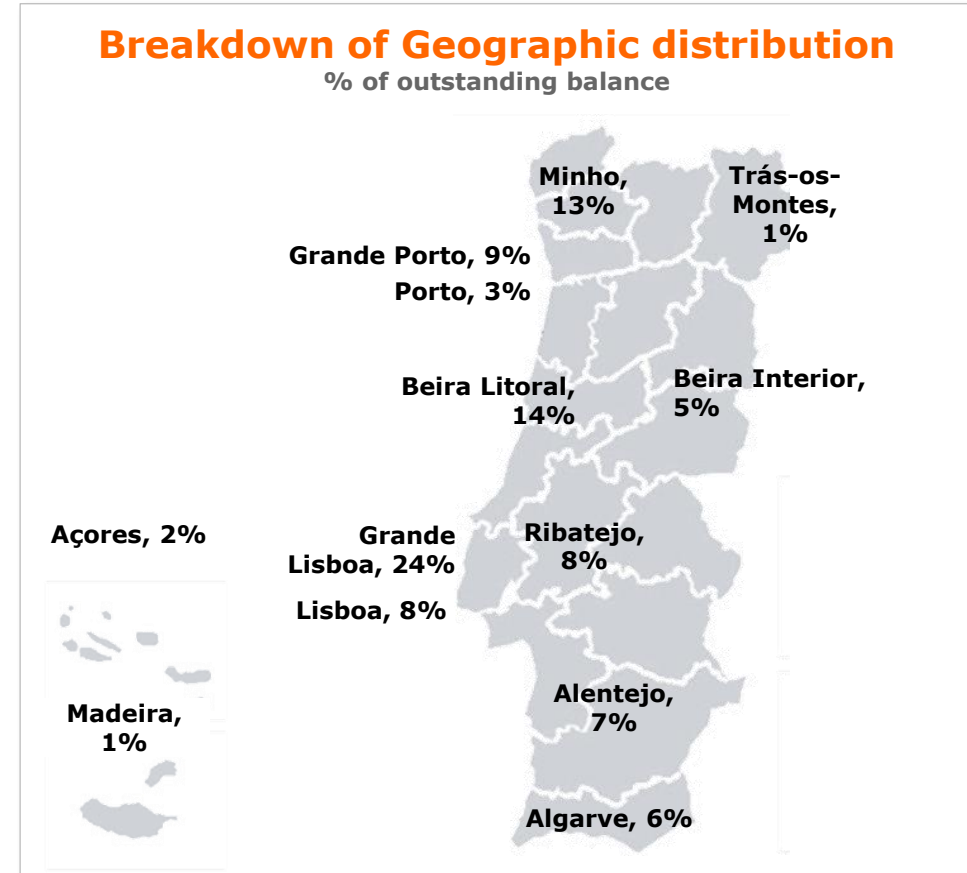 Breakdown of Geographic distribution
% of outstanding balance
Minho,
13%
Trás-os-
Montes,
1%
Grande Porto, 9%
Porto, 3%
Beira Litoral,
14%
Beira Interior,
5%
Açores, 2%
Grande
Lisboa, 24%
Ribatejo,
8%
Lisboa, 8%
Madeira,
1%
Alentejo,
7%
Algarve, 6%